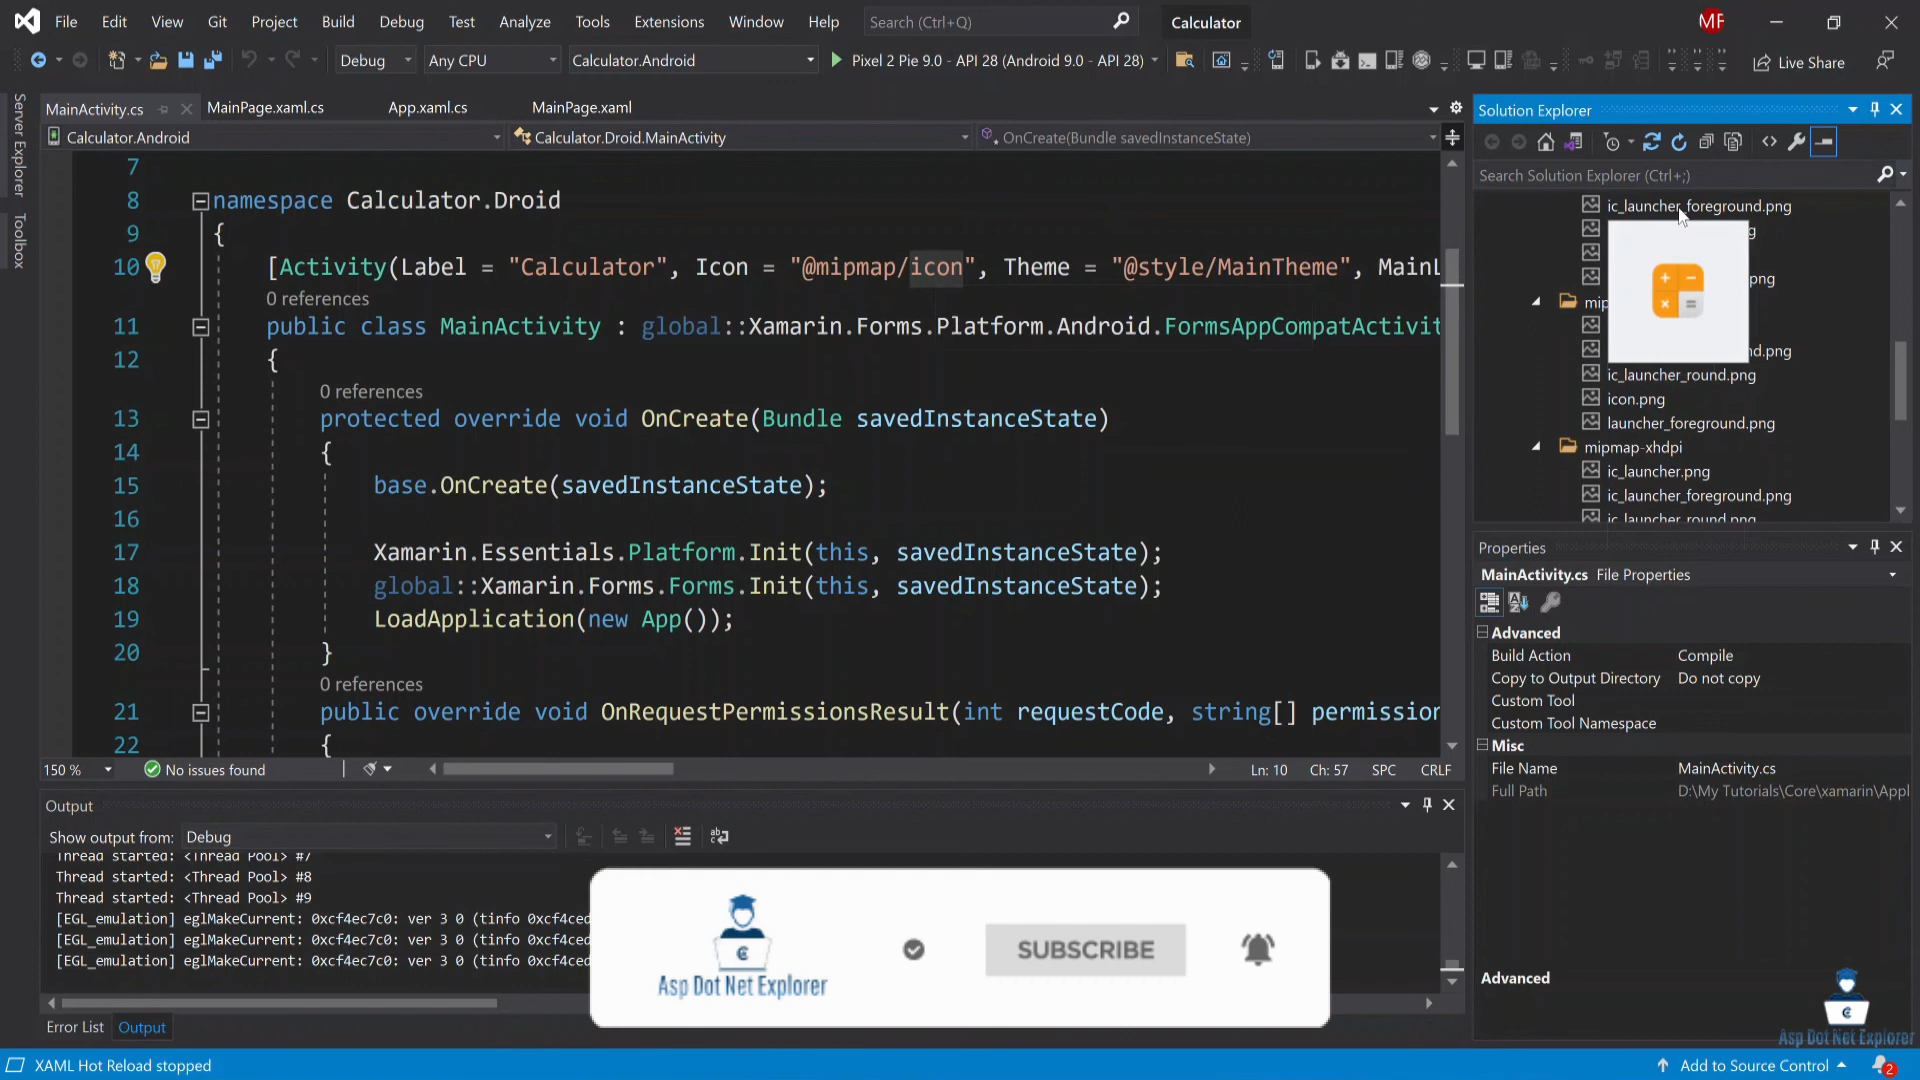 File Edit View Git Project Build Debug Test Analyze Tools Extensions Window Help Search (Ctrl+Q) Calculator MF
Debug Any CPU Calculator.Android Pixel 2 Pie 9.0 - API 28 (Android 9.0 - API 28) Live Share
Server Explorer
Toolbox
MainActivity.cs MainPage.xaml.cs App.xaml.cs MainPage.xaml
Calculator.Android Calculator.Droid.MainActivity OnCreate(Bundle savedInstanceState)
7
8 namespace Calculator.Droid
9 {
10 [Activity(Label = "Calculator", Icon = "@mipmap/icon", Theme = "@style/MainTheme", MainL
0 references
11 public class MainActivity : global::Xamarin.Forms.Platform.Android.FormsAppCompatActivit
12 {
0 references
13 protected override void OnCreate(Bundle savedInstanceState)
14 {
15 base.OnCreate(savedInstanceState);
16
17 Xamarin.Essentials.Platform.Init(this, savedInstanceState);
18 global::Xamarin.Forms.Forms.Init(this, savedInstanceState);
19 LoadApplication(new App());
20 }
0 references
21 public override void OnRequestPermissionsResult(int requestCode, string[] permission
22 {
150 % No issues found Ln: 10 Ch: 57 SPC CRLF
Output
Show output from: Debug
Thread started: <Thread Pool> #7
Thread started: <Thread Pool> #8
Thread started: <Thread Pool> #9
[EGL_emulation] eglMakeCurrent: 0xcf4ec7c0: ver 3 0 (tinfo 0xcf4ced
[EGL_emulation] eglMakeCurrent: 0xcf4ec7c0: ver 3 0 (tinfo 0xcf4ced
[EGL_emulation] eglMakeCurrent: 0xcf4ec7c0: ver 3 0 (tinfo 0xcf4ced
Error List Output
Asp Dot Net Explorer
SUBSCRIBE
Solution Explorer
Search Solution Explorer (Ctrl+;)
ic_launcher_foreground.png
g
png
mip
nd.png
ic_launcher_round.png
icon.png
launcher_foreground.png
mipmap-xhdpi
ic_launcher.png
ic_launcher_foreground.png
ic_launcher_round.png
Properties
MainActivity.cs File Properties
Advanced
Build Action Compile
Copy to Output Directory Do not copy
Custom Tool
Custom Tool Namespace
Misc
File Name MainActivity.cs
Full Path D:\My Tutorials\Core\xamarin\Appl
Advanced
Asp Dot Net Explorer
XAML Hot Reload stopped Add to Source Control 2